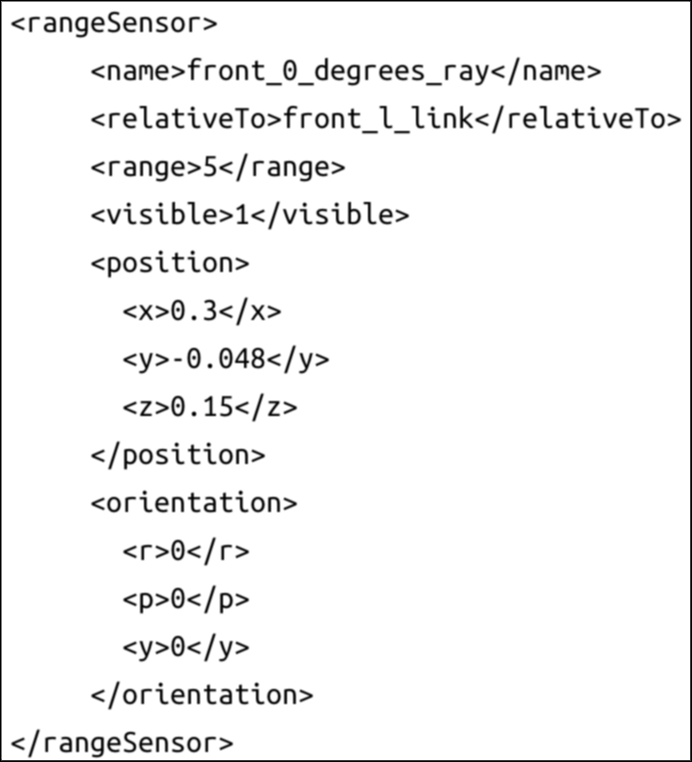 <rangeSensor>
<name>front_0_degrees_ray</name>
<relativeTo>front_l_link</relativeTo>
<range>5</range>
<visible>1</visible>
<position>
<x>0.3</x>
<y>-0.048</y>
<z>0.15</z>
</position>
<orientation>
<r>0</r>
<p>0</p>
<y>0</y>
</orientation>
</rangeSensor>